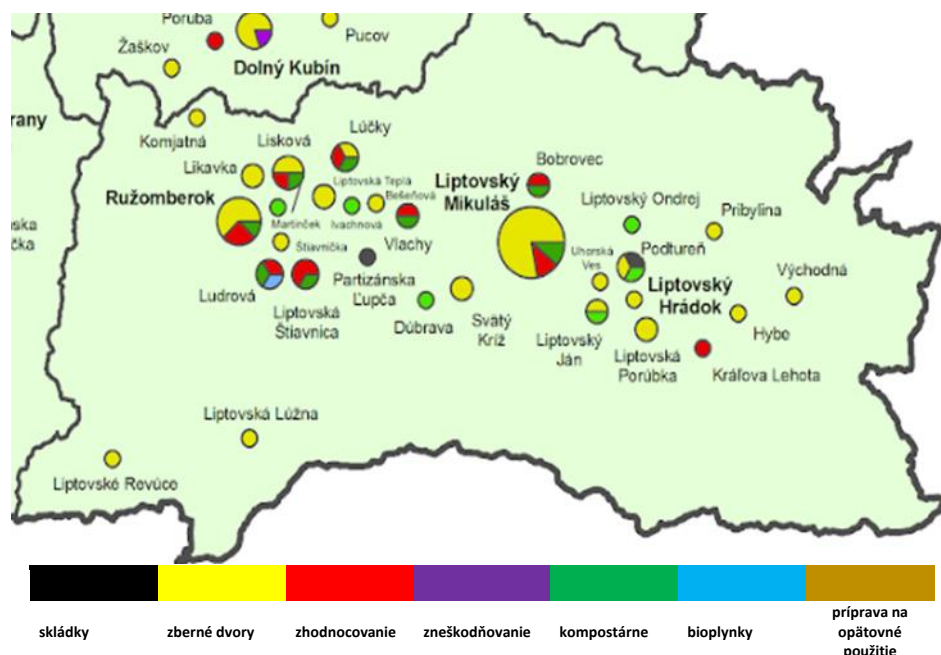 Poruba
Pucov
Žaškov
Dolný Kubín
rany
Komjatná
Lisková
Lúčky
Likavka
Liptovská Teplá
Bešeňová
Liptovský
Mikuláš
Bobrovec
Ružomberok
Martinček
Ivachnová
Liptovský Ondrej
Pribylina
Štiavnička
Vlachy
Uhorská
Ves
Podtureň
Východná
Partizánska
Ľupča
Liptovský
Hrádok
Ludrová
Liptovská
Štiavnica
Dúbrava
Svätý
Kríž
Liptovský
Ján
Hybe
Liptovská
Porúbka
Kráľova Lehota
Liptovská Lúžna
Liptovské Revúce
skládky
zberné dvory
zhodnocovanie
zneškodňovanie
kompostárne
bioplynky
príprava na
opätovné
použitie